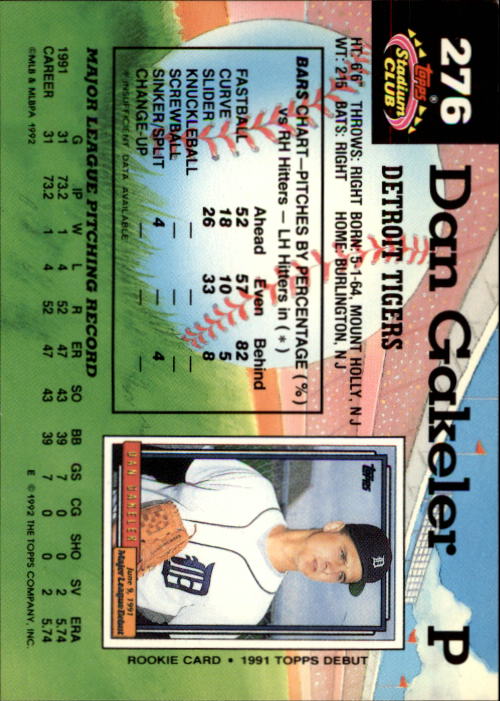 276
Topps®
Stadium
CLUB
Dan Gakeler P
DETROIT TIGERS
HT: 6'6" THROWS: RIGHT BORN: 5-1-64, MOUNT HOLLY, NJ
WT: 215 BATS: RIGHT HOME: BURLINGTON, NJ
BARS CHART—PITCHES BY PERCENTAGE (%)
vs. RH Hitters — LH Hitters in (*)
Ahead Even Behind
FASTBALL 52 57 82
CURVE 18 10 5
SLIDER 26 33 8
KNUCKLEBALL — — —
SCREWBALL — — —
SINKER/SPLIT 4 — 4
CHANGE-UP — — —
* INSUFFICIENT DATA AVAILABLE
Topps
DAN GAKELER
June 9, 1991
Major League Debut
ROOKIE CARD • 1991 TOPPS DEBUT
MAJOR LEAGUE PITCHING RECORD
G IP W L R ER SO BB GS CG SHO SV ERA
1991 31 73.2 1 4 52 47 43 39 7 0 0 2 5.74
CAREER 31 73.2 1 4 52 47 43 39 7 0 0 2 5.74
©MLB & MLBPA 1992
E ©1992 THE TOPPS COMPANY, INC.